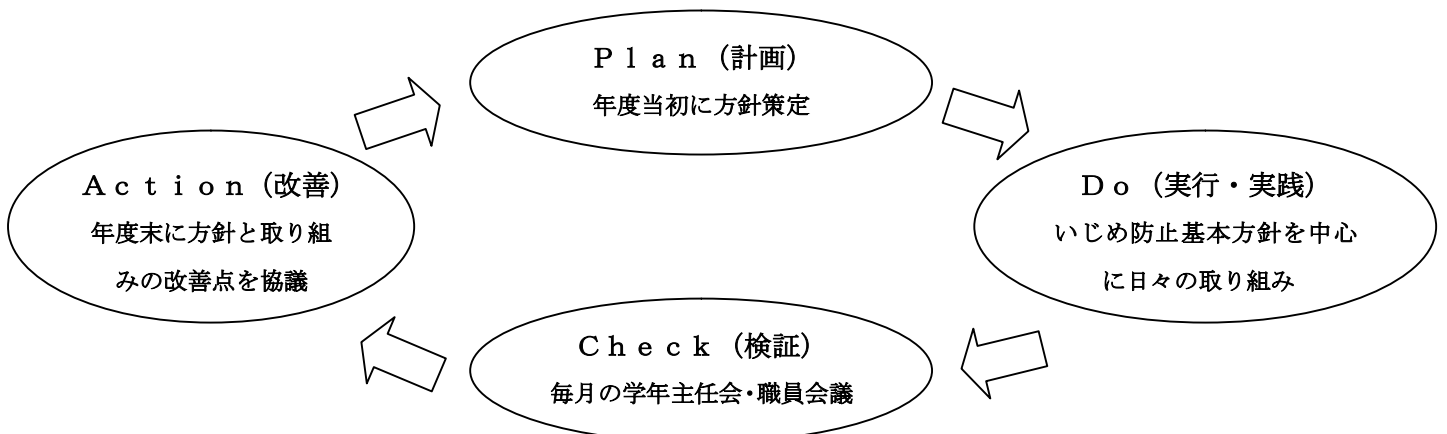 Ｐｌａｎ（計画）
年度当初に方針策定
Ａｃｔｉｏｎ（改善）
年度末に方針と取り組
みの改善点を協議
Ｄｏ（実行・実践）
いじめ防止基本方針を中心
に日々の取り組み
Ｃｈｅｃｋ（検証）
毎月の学年主任会・職員会議